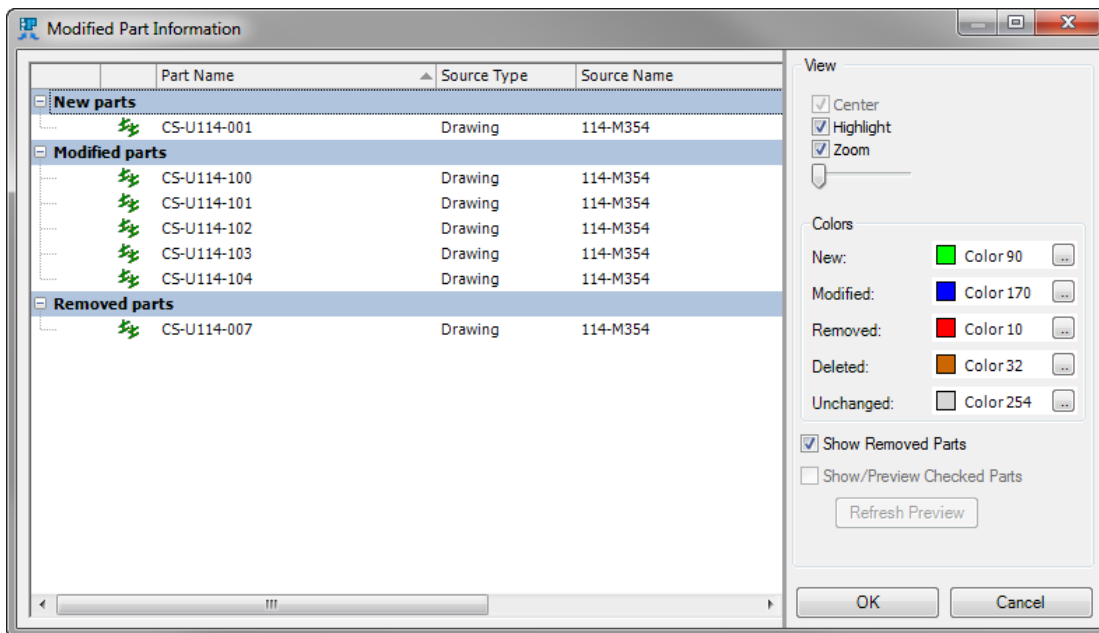 Modified Part Information
Part Name Source Type Source Name
New parts
CS-U114-001 Drawing 114-M354
Modified parts
CS-U114-100 Drawing 114-M354
CS-U114-101 Drawing 114-M354
CS-U114-102 Drawing 114-M354
CS-U114-103 Drawing 114-M354
CS-U114-104 Drawing 114-M354
Removed parts
CS-U114-007 Drawing 114-M354
View
Center
Highlight
Zoom
Colors
New: Color 90 ..
Modified: Color 170 ..
Removed: Color 10 ..
Deleted: Color 32 ..
Unchanged: Color 254 ..
Show Removed Parts
Show/Preview Checked Parts
Refresh Preview
OK Cancel